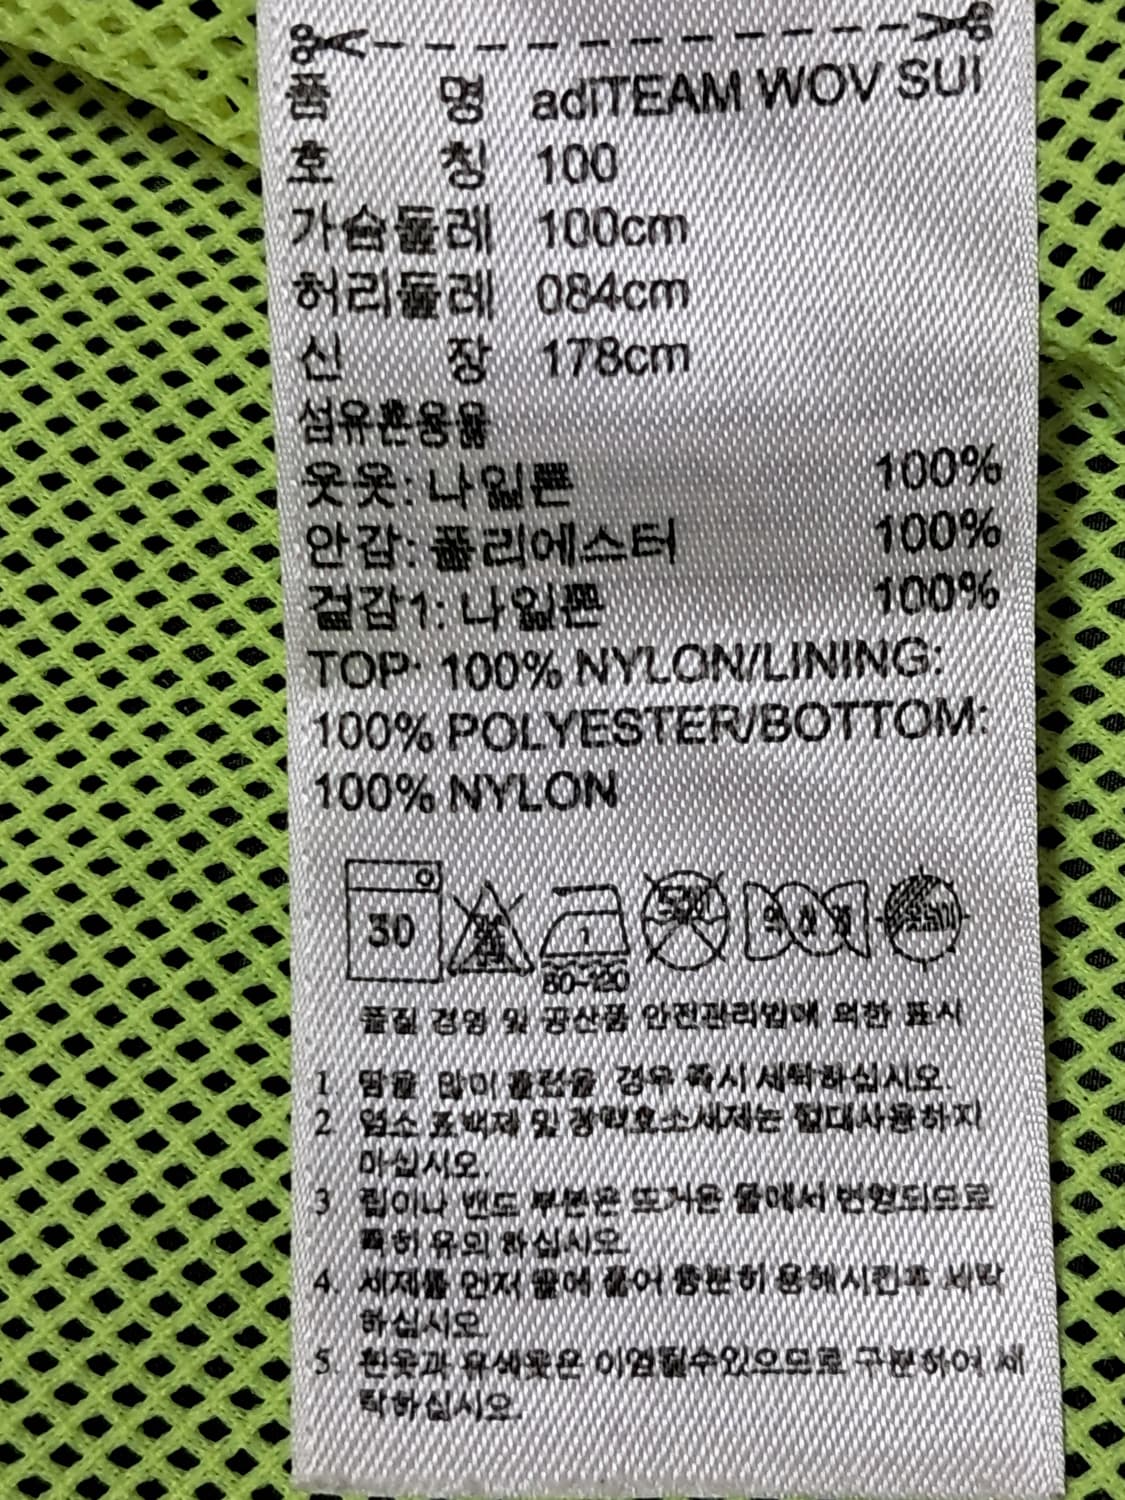 품 명 adiTEAM WOV SUI
호 칭 100
가슴둘레 100cm
허리둘레 084cm
신 장 178cm
섬유혼용율
웃옷: 나일론 100%
안감: 폴리에스터 100%
겉감1: 나일론 100%
TOP: 100% NYLON/LINING:
100% POLYESTER/BOTTOM:
100% NYLON
30
1
80~120
품질 경영 및 공산품 안전관리법에 의한 표시
1 땀을 많이 흘렸을 경우 즉시 세탁하십시오.
2 염소 표백제 및 강력효소세제는 절대사용하지
마십시오.
3 립이나 밴드 부분은 뜨거운 물에서 변형되므로
특히 유의 하십시오.
4. 세제를 먼저 물에 풀어 충분히 용해시킨후 세탁
하십시오.
5. 흰옷과 유색옷은 이염될수있으므로 구분하여 세
탁하십시오.